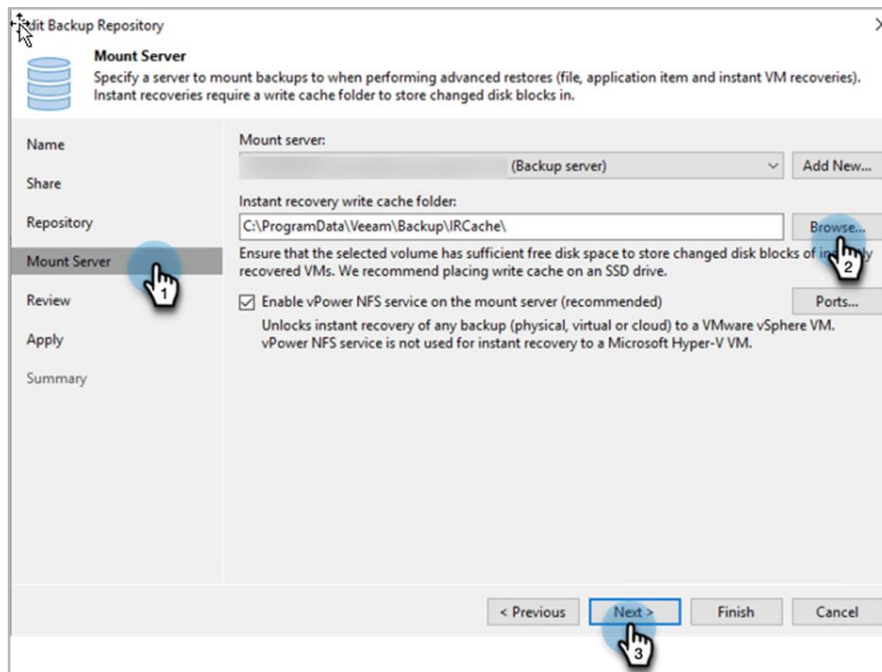 dit Backup Repository
Mount Server
Specify a server to mount backups to when performing advanced restores (file, application item and instant VM recoveries).
Instant recoveries require a write cache folder to store changed disk blocks in.
Name
Share
Repository
Mount Server
1
Review
Apply
Summary
Mount server:
(Backup server)
Add New...
Instant recovery write cache folder:
C:\ProgramData\Veeam\Backup\IRCache\
Browse...
2
Ensure that the selected volume has sufficient free disk space to store changed disk blocks of
recovered VMs. We recommend placing write cache on an SSD drive.
Enable vPower NFS service on the mount server (recommended)
Ports...
Unlocks instant recovery of any backup (physical, virtual or cloud) to a VMware vSphere VM.
vPower NFS service is not used for instant recovery to a Microsoft Hyper-V VM.
< Previous
Next >
Finish
Cancel
3